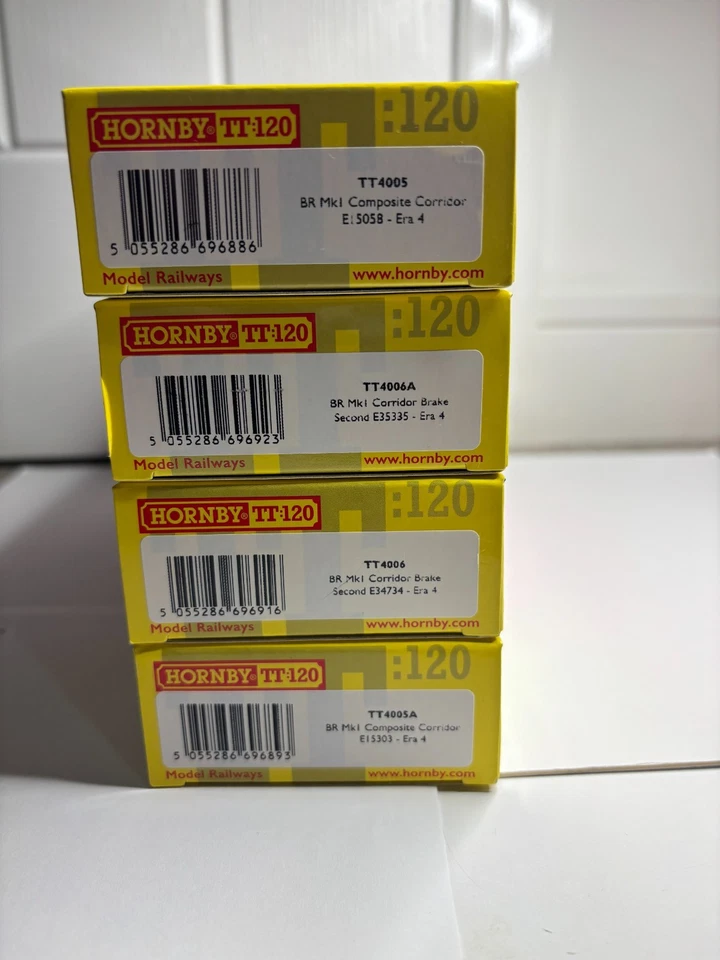 HORNBY® TT:120
:120
TT4005
BR Mk1 Composite Corridor
E15058 - Era 4
5 055286 696886
Model Railways
www.hornby.com
HORNBY® TT:120
:120
TT4006A
BR Mk1 Corridor Brake
Second E35335 - Era 4
5 055286 696923
Model Railways
www.hornby.com
HORNBY® TT:120
:120
TT4006
BR Mk1 Corridor Brake
Second E34734 - Era 4
5 055286 696916
Model Railways
www.hornby.com
HORNBY® TT:120
:120
TT4005A
BR Mk1 Composite Corridor
E15303 - Era 4
5 055286 696893
Model Railways
www.hornby.com